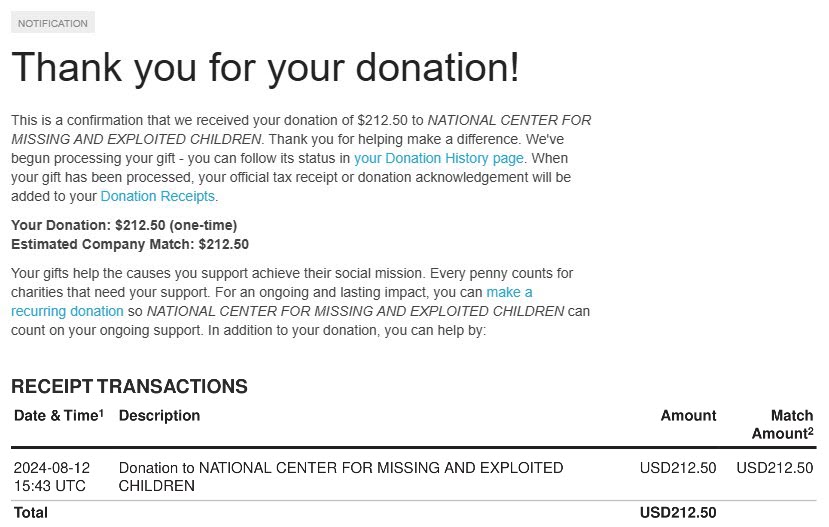 NOTIFICATION
Thank you for your donation!
This is a confirmation that we received your donation of $212.50 to NATIONAL CENTER FOR
MISSING AND EXPLOITED CHILDREN. Thank you for helping make a difference. We've
begun processing your gift - you can follow its status in your Donation History page. When
your gift has been processed, your official tax receipt or donation acknowledgement will be
added to your Donation Receipts.
Your Donation: $212.50 (one-time)
Estimated Company Match: $212.50
Your gifts help the causes you support achieve their social mission. Every penny counts for
charities that need your support. For an ongoing and lasting impact, you can make a
recurring donation so NATIONAL CENTER FOR MISSING AND EXPLOITED CHILDREN can
count on your ongoing support. In addition to your donation, you can help by:
RECEIPT TRANSACTIONS
Date & Time¹ Description Amount Match
Amount²
2024-08-12 Donation to NATIONAL CENTER FOR MISSING AND EXPLOITED USD212.50 USD212.50
15:43 UTC CHILDREN
Total USD212.50